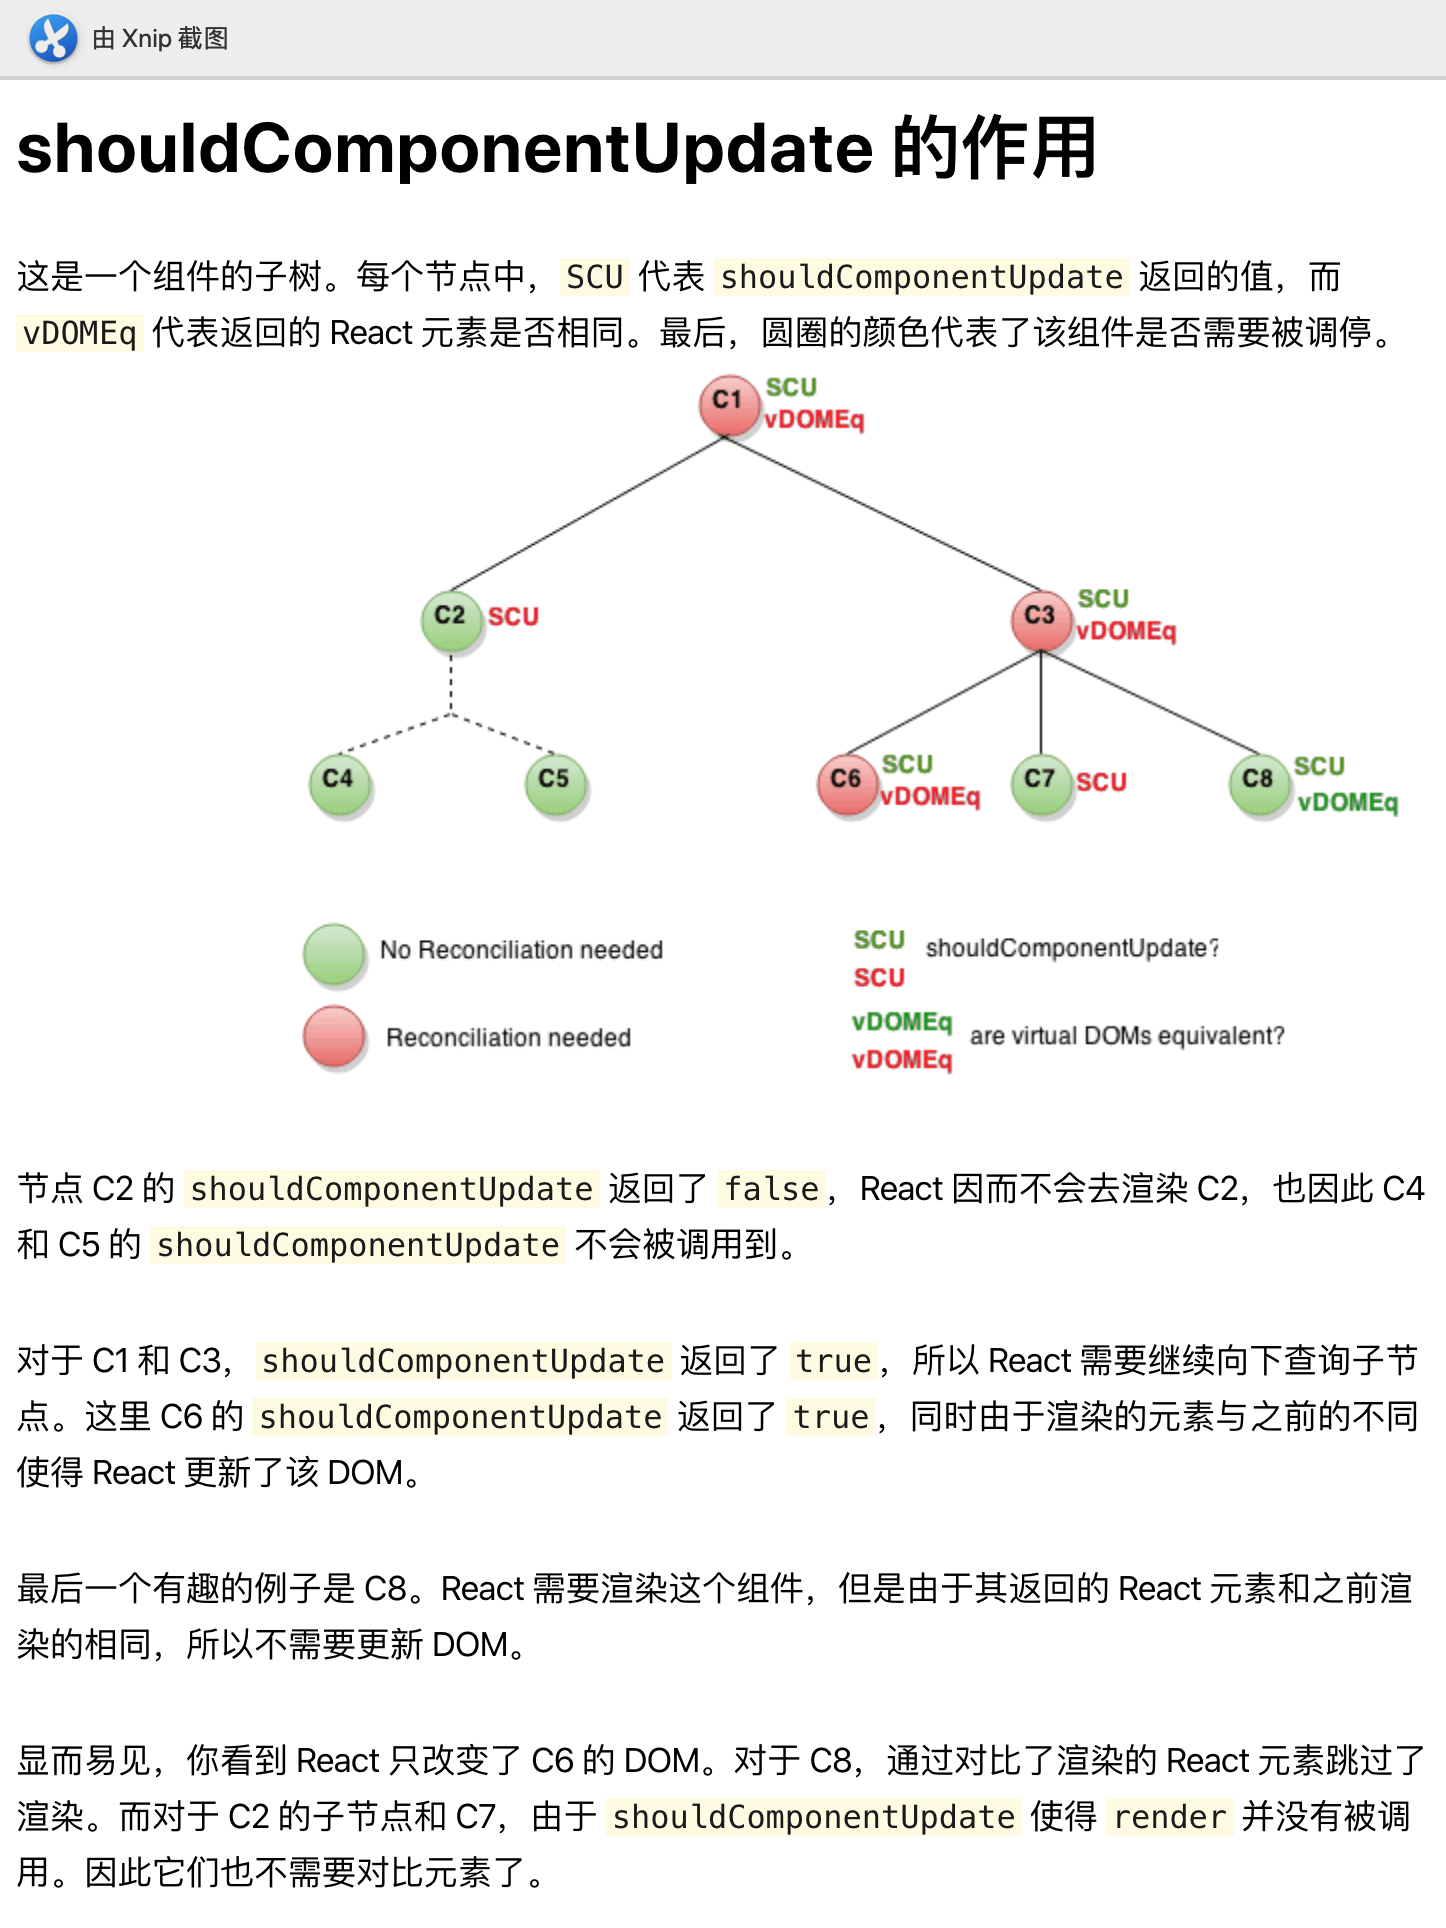 由 Xnip 截图
shouldComponentUpdate 的作用
这是一个组件的子树。每个节点中，SCU 代表 shouldComponentUpdate 返回的值，而
vDOMEq 代表返回的 React 元素是否相同。最后，圆圈的颜色代表了该组件是否需要被调停。
C1 SCU
vDOMEq
C2 SCU
C3 SCU
vDOMEq
C4
C5
C6 SCU
vDOMEq
C7 SCU
C8 SCU
vDOMEq
No Reconciliation needed
Reconciliation needed
SCU
SCU
shouldComponentUpdate?
vDOMEq
vDOMEq
are virtual DOMs equivalent?
节点 C2 的 shouldComponentUpdate 返回了 false，React 因而不会去渲染 C2，也因此 C4
和 C5 的 shouldComponentUpdate 不会被调用到。
对于 C1 和 C3，shouldComponentUpdate 返回了 true，所以 React 需要继续向下查询子节
点。这里 C6 的 shouldComponentUpdate 返回了 true，同时由于渲染的元素与之前的不同
使得 React 更新了该 DOM。
最后一个有趣的例子是 C8。React 需要渲染这个组件，但是由于其返回的 React 元素和之前渲
染的相同，所以不需要更新 DOM。
显而易见，你看到 React 只改变了 C6 的 DOM。对于 C8，通过对比了渲染的 React 元素跳过了
渲染。而对于 C2 的子节点和 C7，由于 shouldComponentUpdate 使得 render 并没有被调
用。因此它们也不需要对比元素了。